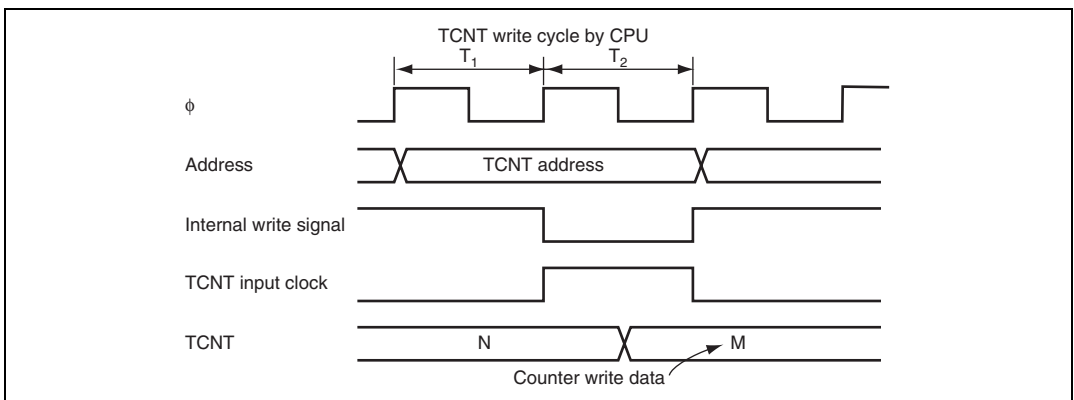 TCNT write cycle by CPU
T1 T2
ϕ
Address TCNT address
Internal write signal
TCNT input clock
TCNT N M
Counter write data